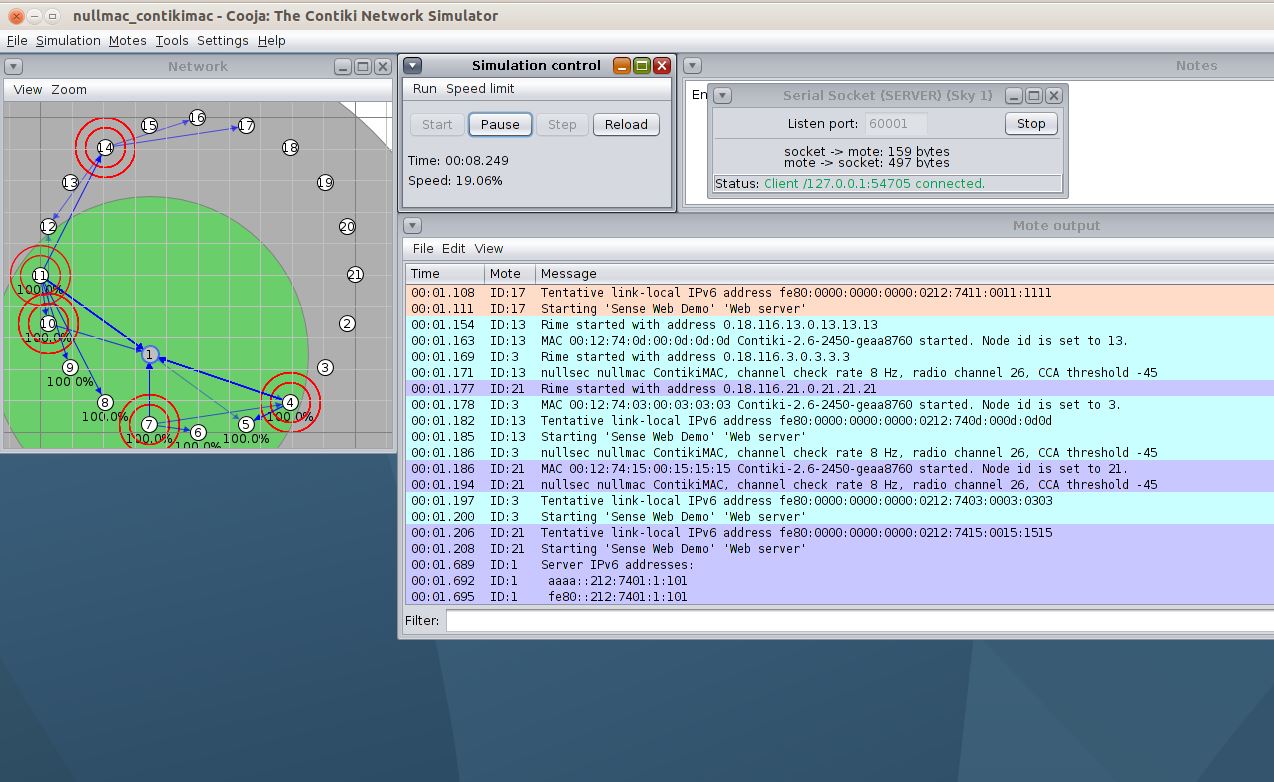 nullmac_contikimac - Cooja: The Contiki Network Simulator
File Simulation Motes Tools Settings Help
Network
View Zoom
16
15
17
14
18
13
19
12
20
11
21
100.0%
10
2
100.0%
1
9
3
100.0%
8
4
100.0%
100.0%
7
6
5
100.0%
100.0%
100.0%
Simulation control
Run Speed limit
Start Pause Step Reload
Time: 00:08.249
Speed: 19.06%
Notes
En
Serial Socket (SERVER) (Sky 1)
Listen port: 60001 Stop
socket -> mote: 159 bytes
mote -> socket: 497 bytes
Status: Client /127.0.0.1:54705 connected.
Mote output
File Edit View
Time Mote Message
00:01.108 ID:17 Tentative link-local IPv6 address fe80:0000:0000:0000:0212:7411:0011:1111
00:01.111 ID:17 Starting 'Sense Web Demo' 'Web server'
00:01.154 ID:13 Rime started with address 0.18.116.13.0.13.13.13
00:01.163 ID:13 MAC 00:12:74:0d:00:0d:0d:0d Contiki-2.6-2450-geaa8760 started. Node id is set to 13.
00:01.169 ID:3 Rime started with address 0.18.116.3.0.3.3.3
00:01.171 ID:13 nullsec nullmac ContikiMAC, channel check rate 8 Hz, radio channel 26, CCA threshold -45
00:01.177 ID:21 Rime started with address 0.18.116.21.0.21.21.21
00:01.178 ID:3 MAC 00:12:74:03:00:03:03:03 Contiki-2.6-2450-geaa8760 started. Node id is set to 3.
00:01.182 ID:13 Tentative link-local IPv6 address fe80:0000:0000:0000:0212:740d:000d:0d0d
00:01.185 ID:13 Starting 'Sense Web Demo' 'Web server'
00:01.186 ID:3 nullsec nullmac ContikiMAC, channel check rate 8 Hz, radio channel 26, CCA threshold -45
00:01.186 ID:21 MAC 00:12:74:15:00:15:15:15 Contiki-2.6-2450-geaa8760 started. Node id is set to 21.
00:01.194 ID:21 nullsec nullmac ContikiMAC, channel check rate 8 Hz, radio channel 26, CCA threshold -45
00:01.197 ID:3 Tentative link-local IPv6 address fe80:0000:0000:0000:0212:7403:0003:0303
00:01.200 ID:3 Starting 'Sense Web Demo' 'Web server'
00:01.206 ID:21 Tentative link-local IPv6 address fe80:0000:0000:0000:0212:7415:0015:1515
00:01.208 ID:21 Starting 'Sense Web Demo' 'Web server'
00:01.689 ID:1 Server IPv6 addresses:
00:01.692 ID:1 aaaa::212:7401:1:101
00:01.695 ID:1 fe80::212:7401:1:101
Filter: